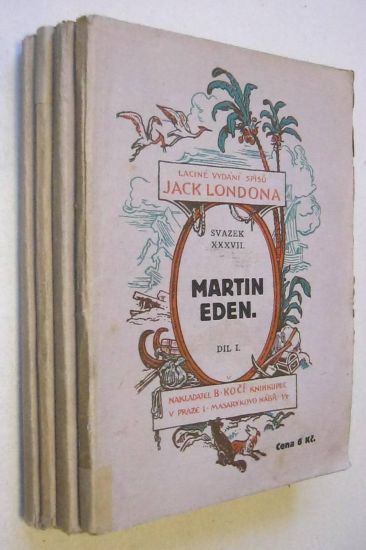 LACINÉ VYDÁNÍ SPISŮ
JACK LONDONA
SVAZEK
XXXVII.
MARTIN
EDEN.
DÍL I.
NAKLADATEL B. KOČÍ KNIHKUPEC
V PRAZE I - MASARYKOVO NÁBŘ.
Cena 6 Kč.